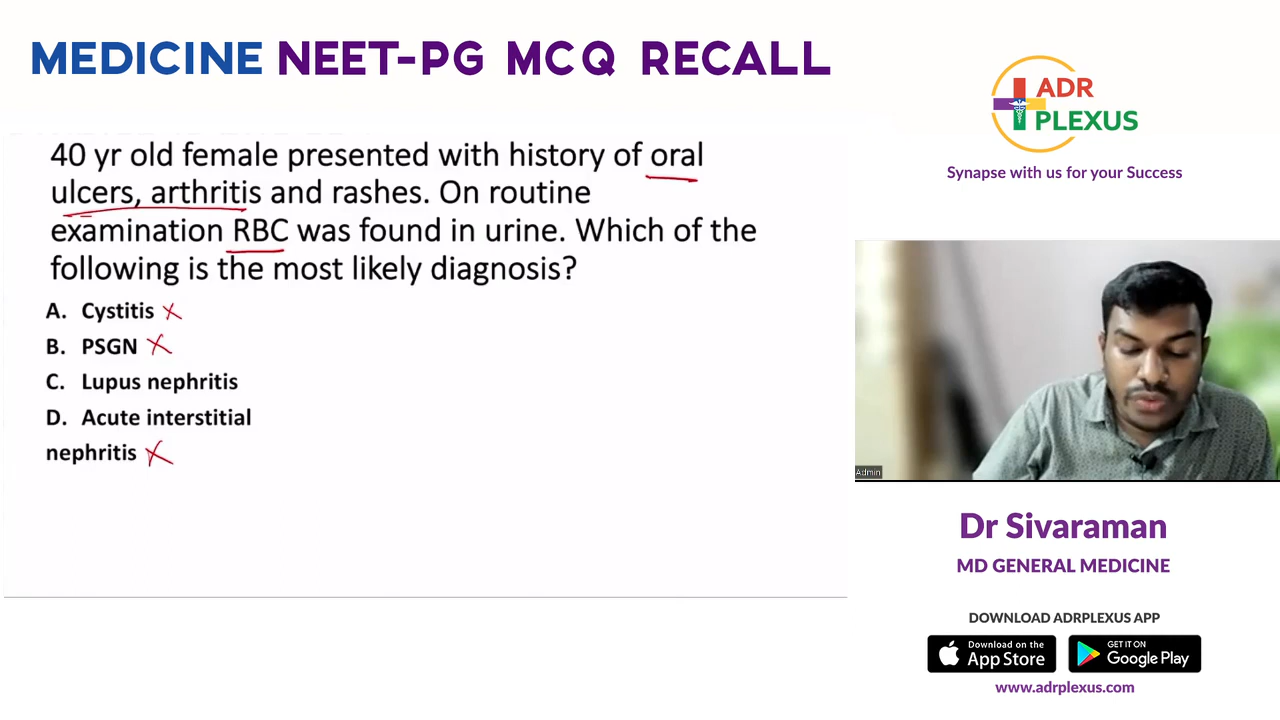 MEDICINE NEET-PG MCQ RECALL
ADR
PLEXUS
Synapse with us for your Success
40 yr old female presented with history of oral
ulcers, arthritis and rashes. On routine
examination RBC was found in urine. Which of the
following is the most likely diagnosis?
A. Cystitis
B. PSGN
C. Lupus nephritis
D. Acute interstitial
nephritis
Admin
Dr Sivaraman
MD GENERAL MEDICINE
DOWNLOAD ADRPLEXUS APP
Download on the
App Store
GET IT ON
Google Play
www.adrplexus.com